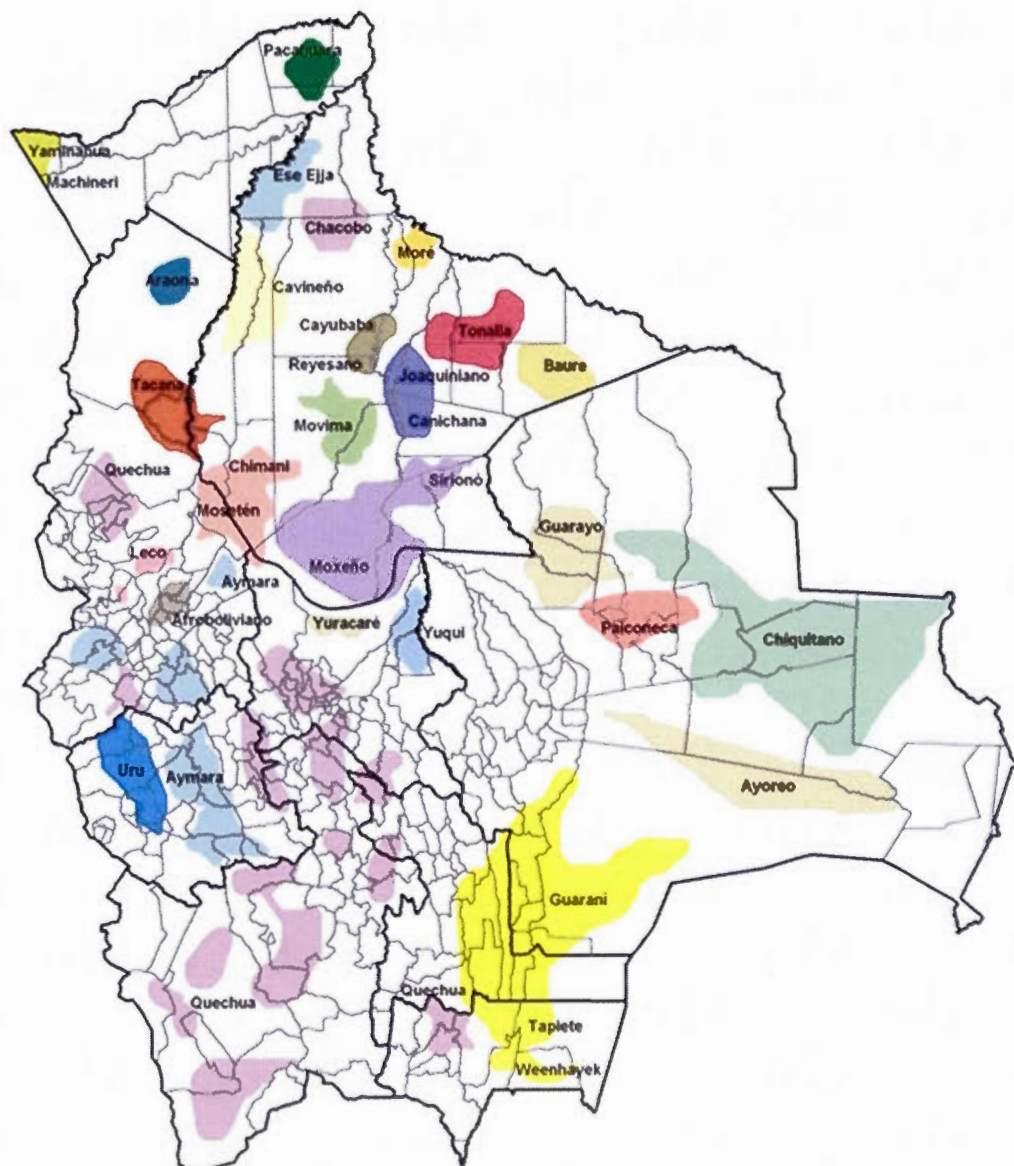 Pacahuara
Yaminahua
Machineri
Ese Ejja
Chacobo
Moré
Araona
Cavineño
Cayubaba
Tonalla
Reyesano
Joaquiniano
Baure
Tacana
Movima
Canichana
Quechua
Chimani
Sirionó
Mosetén
Guarayo
Leco
Moxeño
Aymara
Afroboliviano
Yuracaré
Yuqui
Paiconeca
Chiquitano
Uru
Aymara
Ayoreo
Guarani
Quechua
Quechua
Tapiete
Weenhayek